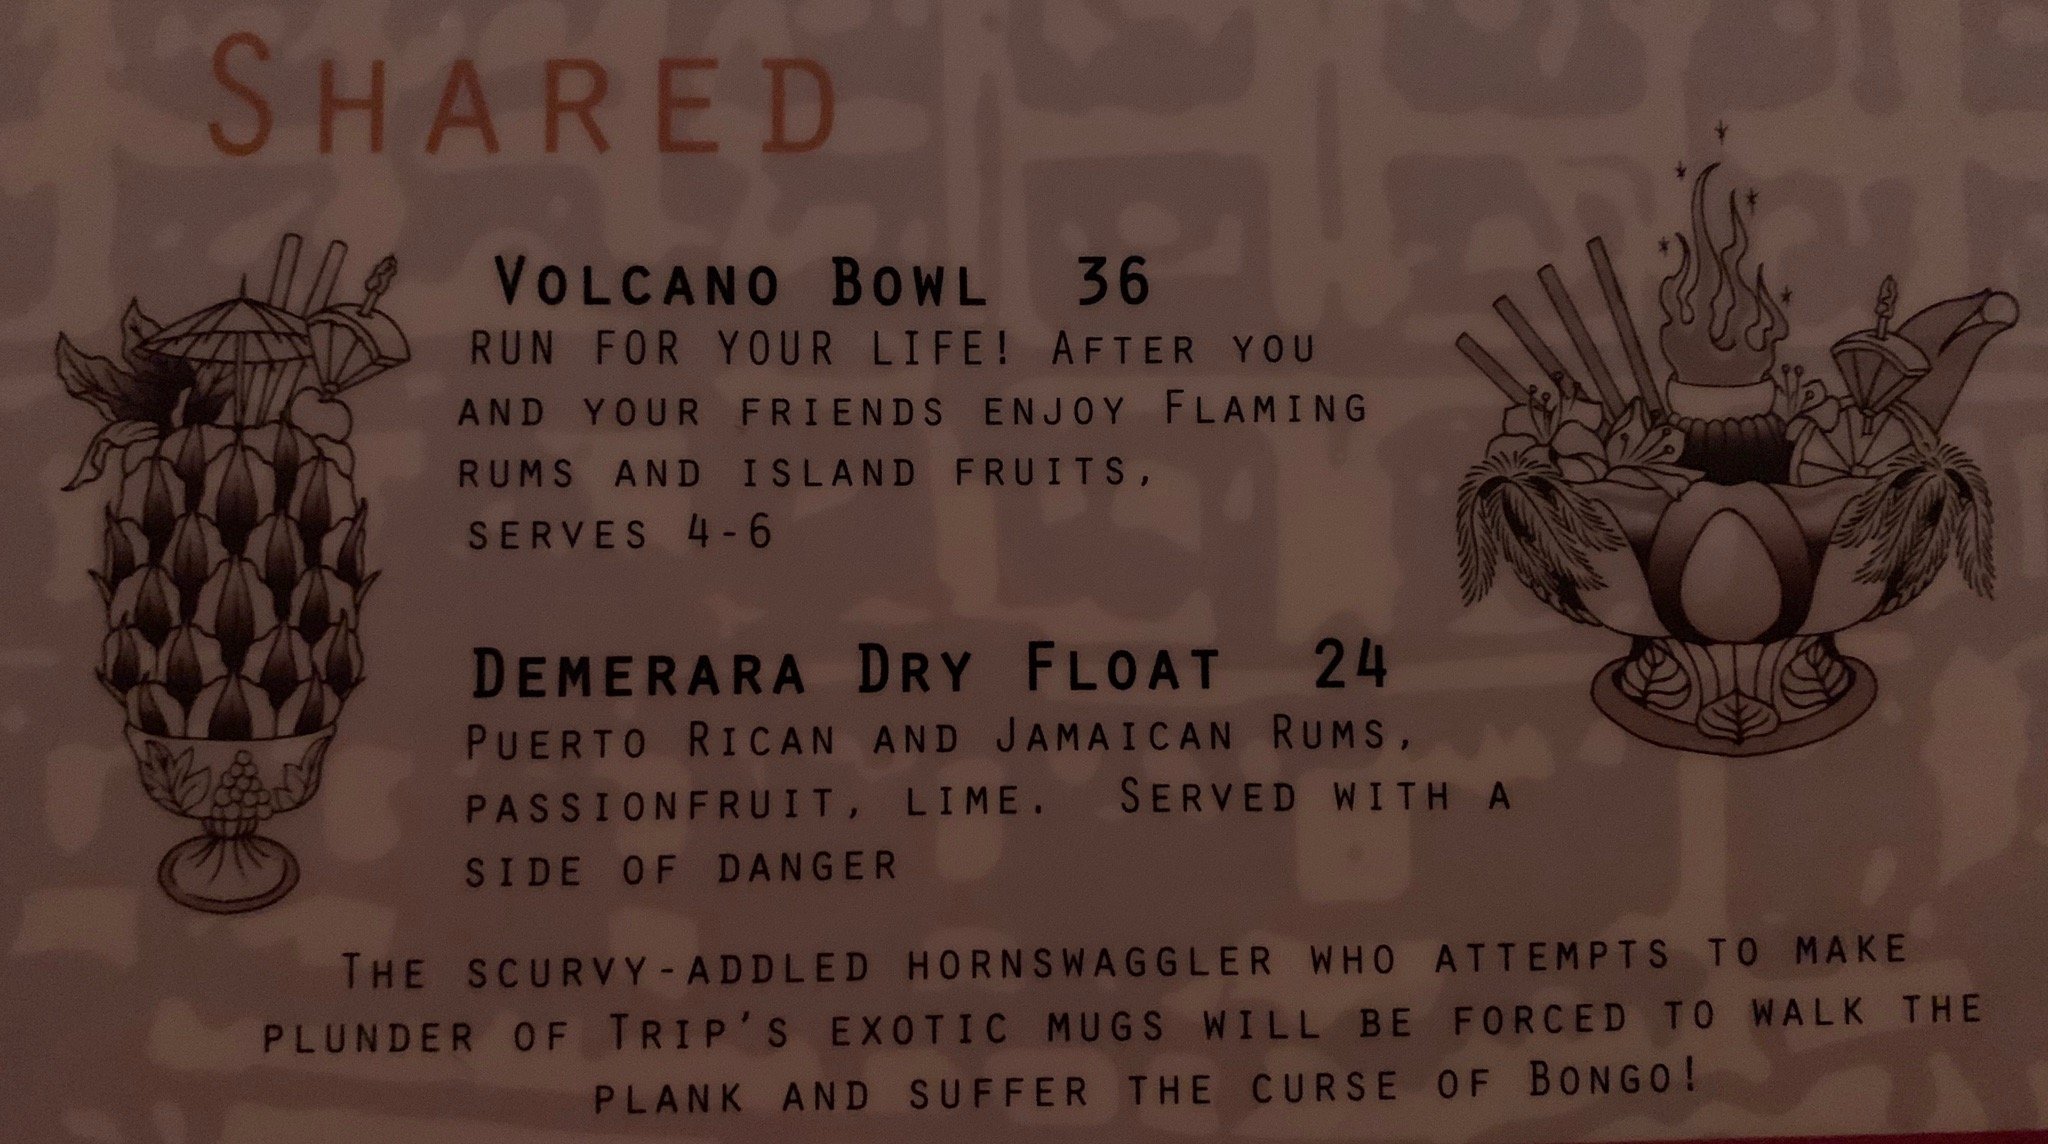 SHARED
VOLCANO BOWL 36
RUN FOR YOUR LIFE! AFTER YOU
AND YOUR FRIENDS ENJOY FLAMING
RUMS AND ISLAND FRUITS,
SERVES 4-6
DEMERARA DRY FLOAT 24
PUERTO RICAN AND JAMAICAN RUMS,
PASSIONFRUIT, LIME. SERVED WITH A
SIDE OF DANGER
THE SCURVY-ADDLED HORNSWAGGLER WHO ATTEMPTS TO MAKE
PLUNDER OF TRIP'S EXOTIC MUGS WILL BE FORCED TO WALK THE
PLANK AND SUFFER THE CURSE OF BONGO!